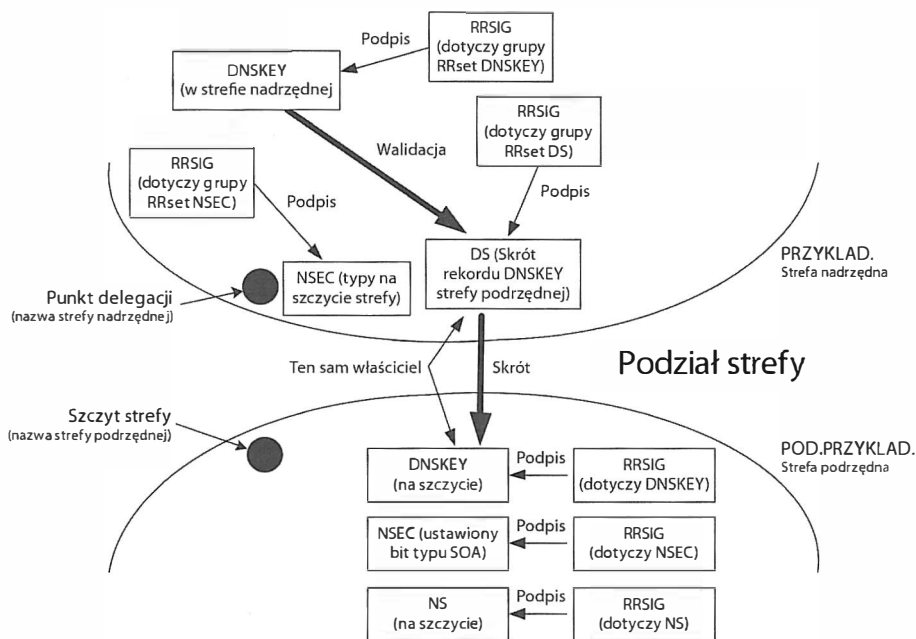 RRSIG
(dotyczy grupy
RRset DNSKEY)
Podpis
DNSKEY
(w strefie nadrzędnej
RRSIG
(dotyczy grupy
RRset DS)
Walidacja
RRSIG
(dotyczy grupy
RRset NSEC)
Podpis
Podpis
DS (Skrót
rekordu DNSKEY
strefy podrzędnej)
NSEC (typy na
szczycie strefy)
PRZYKLAD.
Strefa nadrzędna
Punkt delegacji
(nazwa strefy nadrzędnej)
Ten sam właściciel
Skrót
Podział strefy
Szczyt strefy
(nazwa strefy podrzędnej)
POD.PRZYKLAD.
Strefa podrzędna
DNSKEY
(na szczycie)
Podpis
RRSIG
(dotyczy DNSKEY)
NSEC (ustawiony
bit typu SOA)
Podpis
RRSIG
(dotyczy NSEC)
NS
(na szczycie)
Podpis
RRSIG
(dotyczy NS)